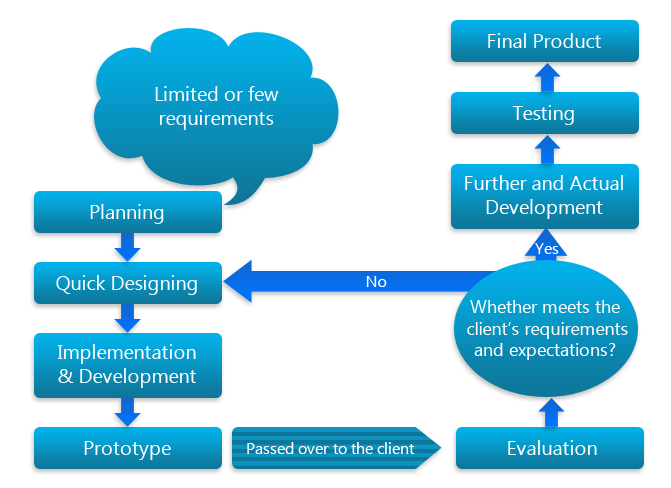 Limited or few
requirements
Planning
Quick Designing
Implementation
& Development
Prototype
Passed over to the client
Evaluation
Whether meets the
client's requirements
and expectations?
No
Yes
Further and Actual
Development
Testing
Final Product